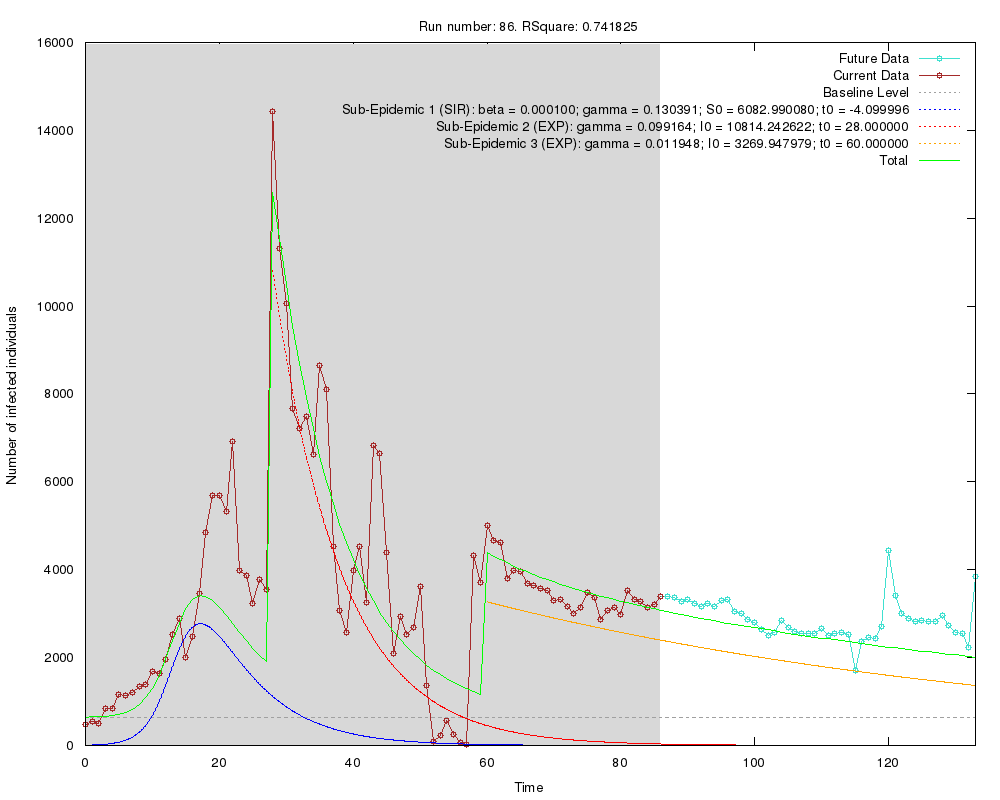 Run number: 86. RSquare: 0.741825
16000
14000
12000
10000
8000
6000
4000
2000
0
Number of infected individuals
Future Data
Current Data
Baseline Level
Sub-Epidemic 1 (SIR): beta = 0.000100; gamma = 0.130391; S0 = 6082.990080; t0 = -4.099996
Sub-Epidemic 2 (EXP): gamma = 0.099164; I0 = 10814.242622; t0 = 28.000000
Sub-Epidemic 3 (EXP): gamma = 0.011948; I0 = 3269.947979; t0 = 60.000000
Total
0 20 40 60 80 100 120
Time